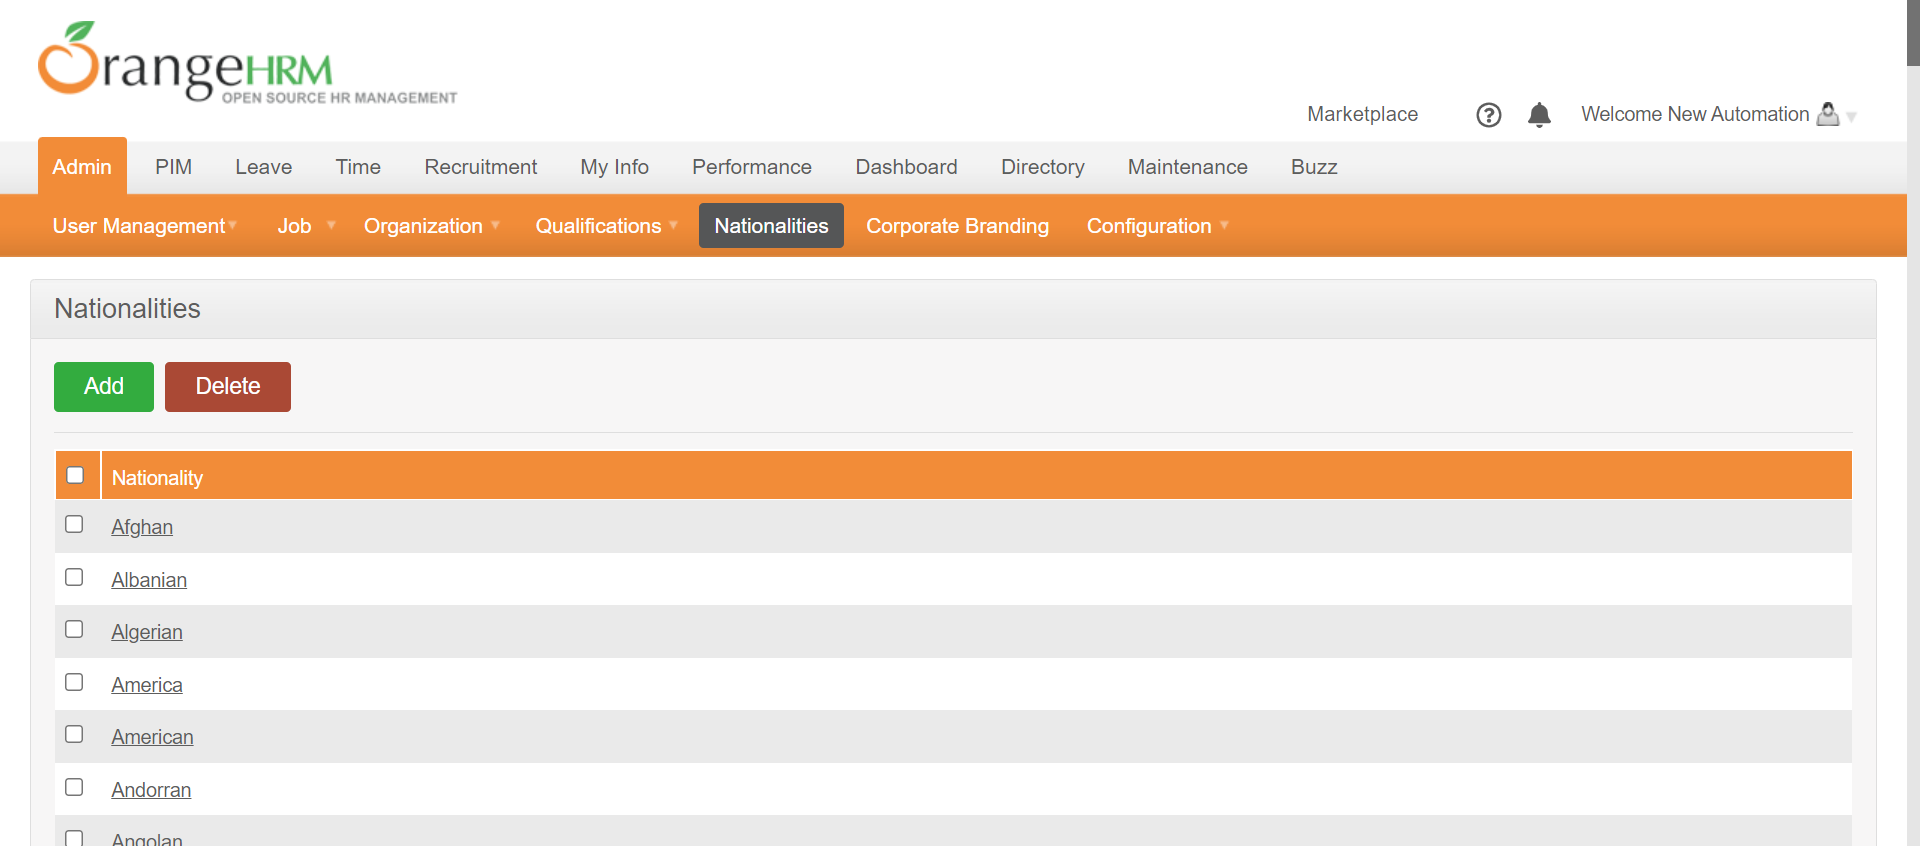 OrangeHRM
OPEN SOURCE HR MANAGEMENT
Marketplace ? Welcome New Automation
Admin PIM Leave Time Recruitment My Info Performance Dashboard Directory Maintenance Buzz
User Management Job Organization Qualifications Nationalities Corporate Branding Configuration
Nationalities
Add Delete
Nationality
Afghan
Albanian
Algerian
America
American
Andorran
Angolan